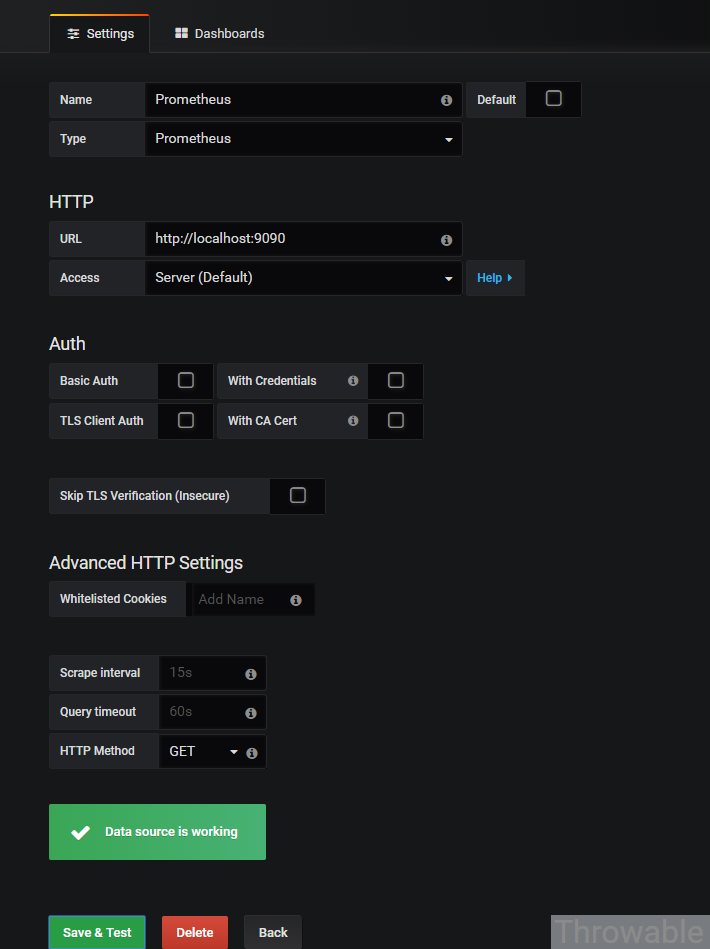 Settings Dashboards
Name Prometheus Default
Type Prometheus
HTTP
URL http://localhost:9090
Access Server (Default) Help
Auth
Basic Auth With Credentials
TLS Client Auth With CA Cert
Skip TLS Verification (Insecure)
Advanced HTTP Settings
Whitelisted Cookies Add Name
Scrape interval 15s
Query timeout 60s
HTTP Method GET
Data source is working
Save & Test Delete Back
Throwable